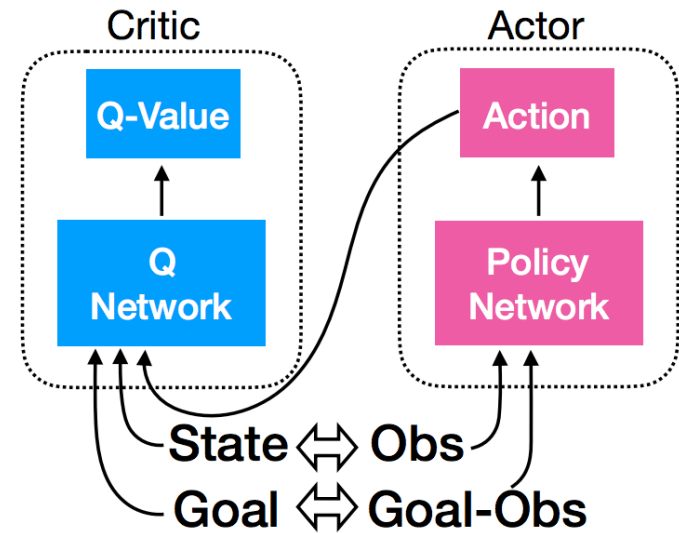 Critic
Actor
Q-Value
Action
Q
Network
Policy
Network
State
Obs
Goal
Goal-Obs